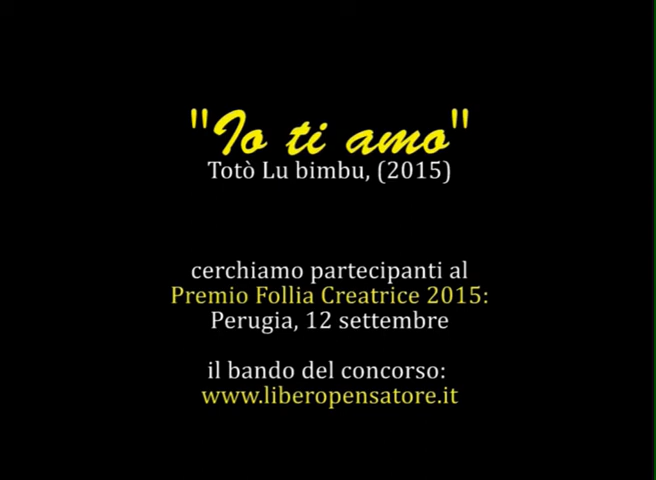 "Io ti amo"
Totò Lu bimbu, (2015)
cerchiamo partecipanti al
Premio Follia Creatrice 2015:
Perugia, 12 settembre
il bando del concorso:
www.liberopensatore.it